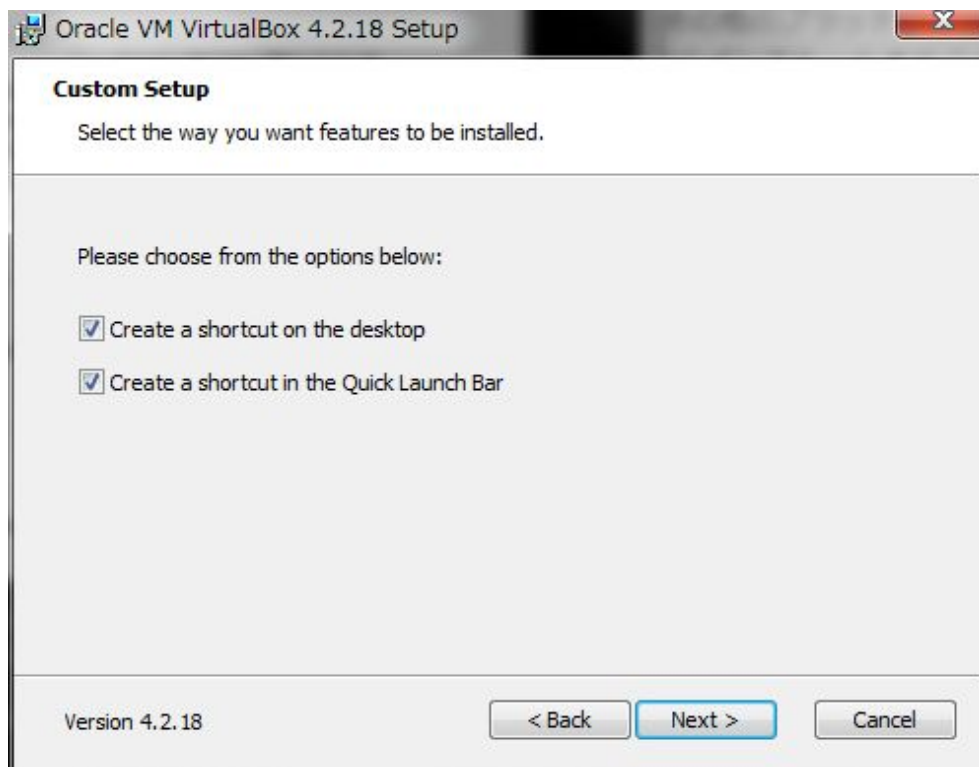 Oracle VM VirtualBox 4.2.18 Setup
Custom Setup
Select the way you want features to be installed.
Please choose from the options below:
Create a shortcut on the desktop
Create a shortcut in the Quick Launch Bar
Version 4.2.18
< Back
Next >
Cancel